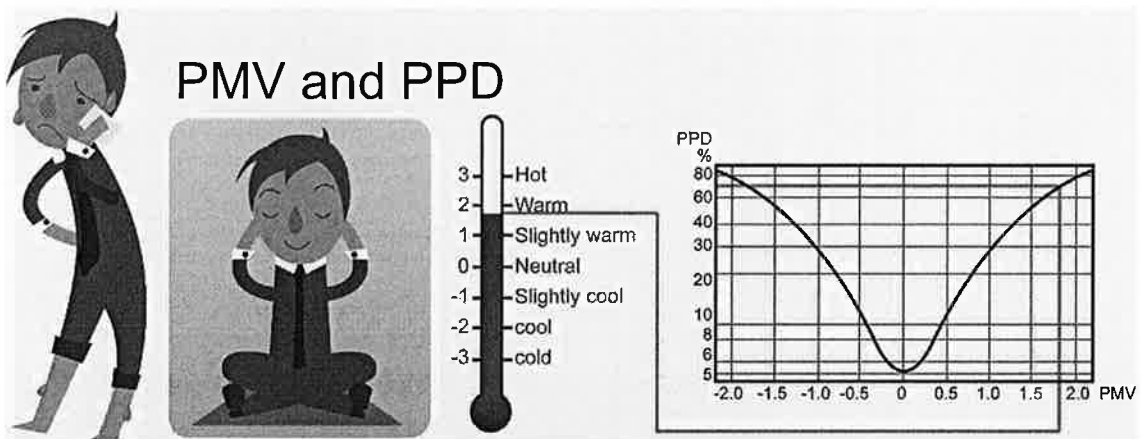 PMV and PPD
3 Hot
2 Warm
1 Slightly warm
0 Neutral
-1 Slightly cool
-2 cool
-3 cold
PPD
%
80
60
40
30
20
10
8
6
5
-2.0 -1.5 -1.0 -0.5 0 0.5 1.0 1.5 2.0 PMV